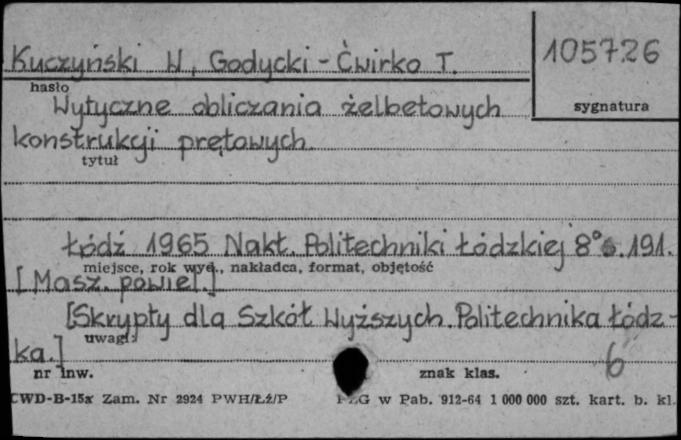 Kuczyński W, Godycki-Ćwirko T. 105726
hasło
Wytyczne obliczania żelbetowych sygnatura
konstrukcji prętowych.
tytuł
Łódź 1965 Nakł. Politechniki Łódzkiej 8° s. 191.
miejsce, rok wyd., nakładca, format, objętość
[Masz. powiel.]
[Skrypty dla Szkół Wyższych. Politechnika Łódz-
uwagi
ka.] 6
nr inw. znak klas.
CWD-B-15x Zam. Nr 2924 PWH/Łź/P PZG w Pab. 912-64 1 000 000 szt. kart. b. kl.